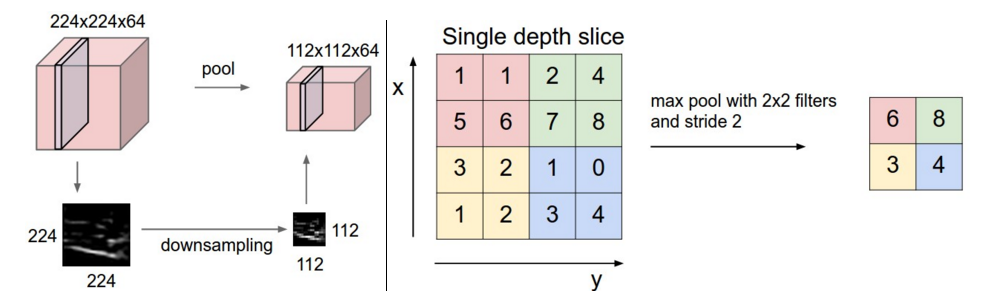 224x224x64
pool
112x112x64
224
224
downsampling
112
112
Single depth slice
x
1 1 2 4
5 6 7 8
3 2 1 0
1 2 3 4
y
max pool with 2x2 filters
and stride 2
6 8
3 4